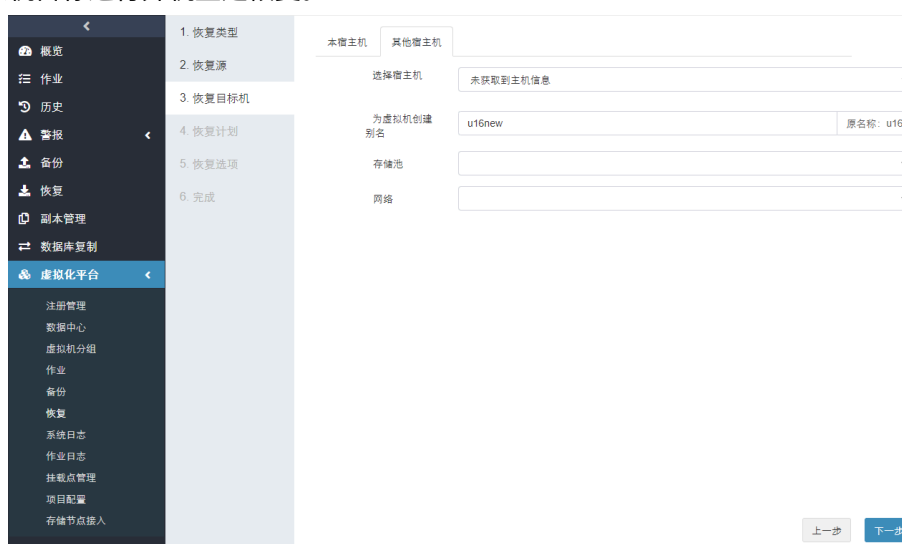 概览
作业
历史
警报
备份
恢复
副本管理
数据库复制
虚拟化平台
注册管理
数据中心
虚拟机分组
作业
备份
恢复
系统日志
作业日志
挂载点管理
项目配置
存储节点接入
1. 恢复类型
2. 恢复源
3. 恢复目标机
4. 恢复计划
5. 恢复选项
6. 完成
本宿主机 其他宿主机
选择宿主机 未获取到主机信息
为虚拟机创建
别名
u16new 原名称: u16
存储池
网络
上一步 下一步